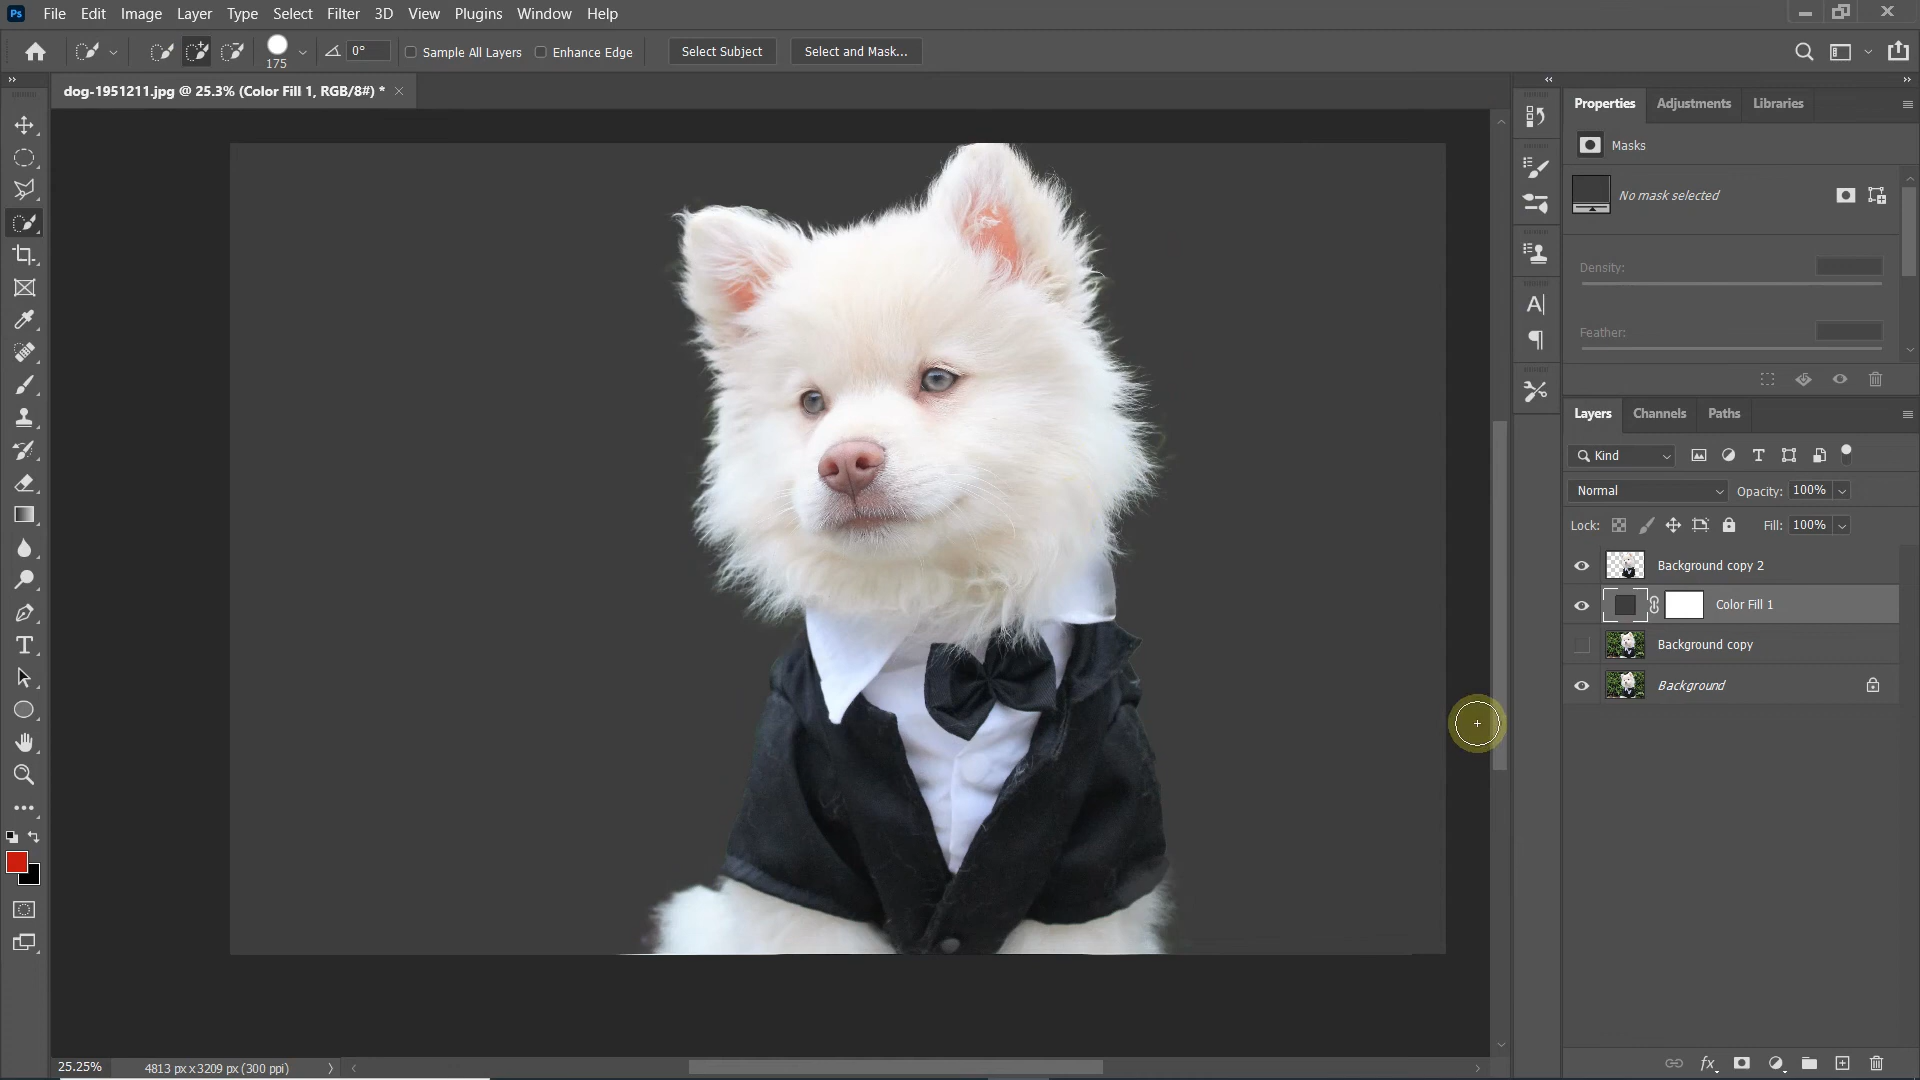 Ps File Edit Image Layer Type Select Filter 3D View Plugins Window Help
175 0° Sample All Layers Enhance Edge Select Subject Select and Mask...
dog-1951211.jpg @ 25.3% (Color Fill 1, RGB/8#) *
Properties Adjustments Libraries
Masks
No mask selected
Density:
Feather:
Layers Channels Paths
Kind
Normal Opacity: 100%
Lock: Fill: 100%
Background copy 2
Color Fill 1
Background copy
Background
25.25% 4813 px x 3209 px (300 ppi)